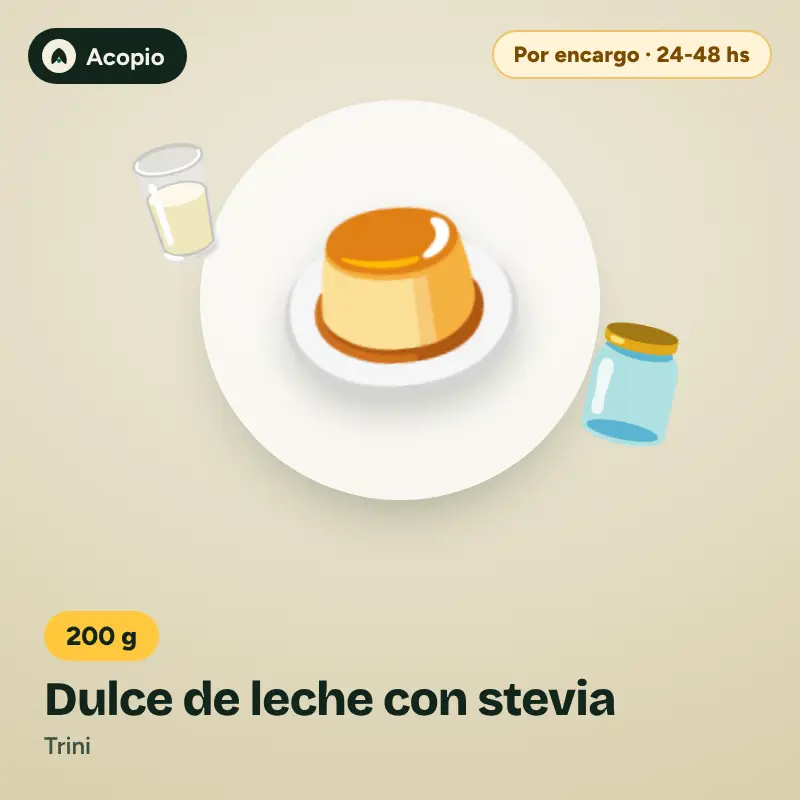 Acopio
Por encargo · 24-48 hs
200 g
Dulce de leche con stevia
Trini